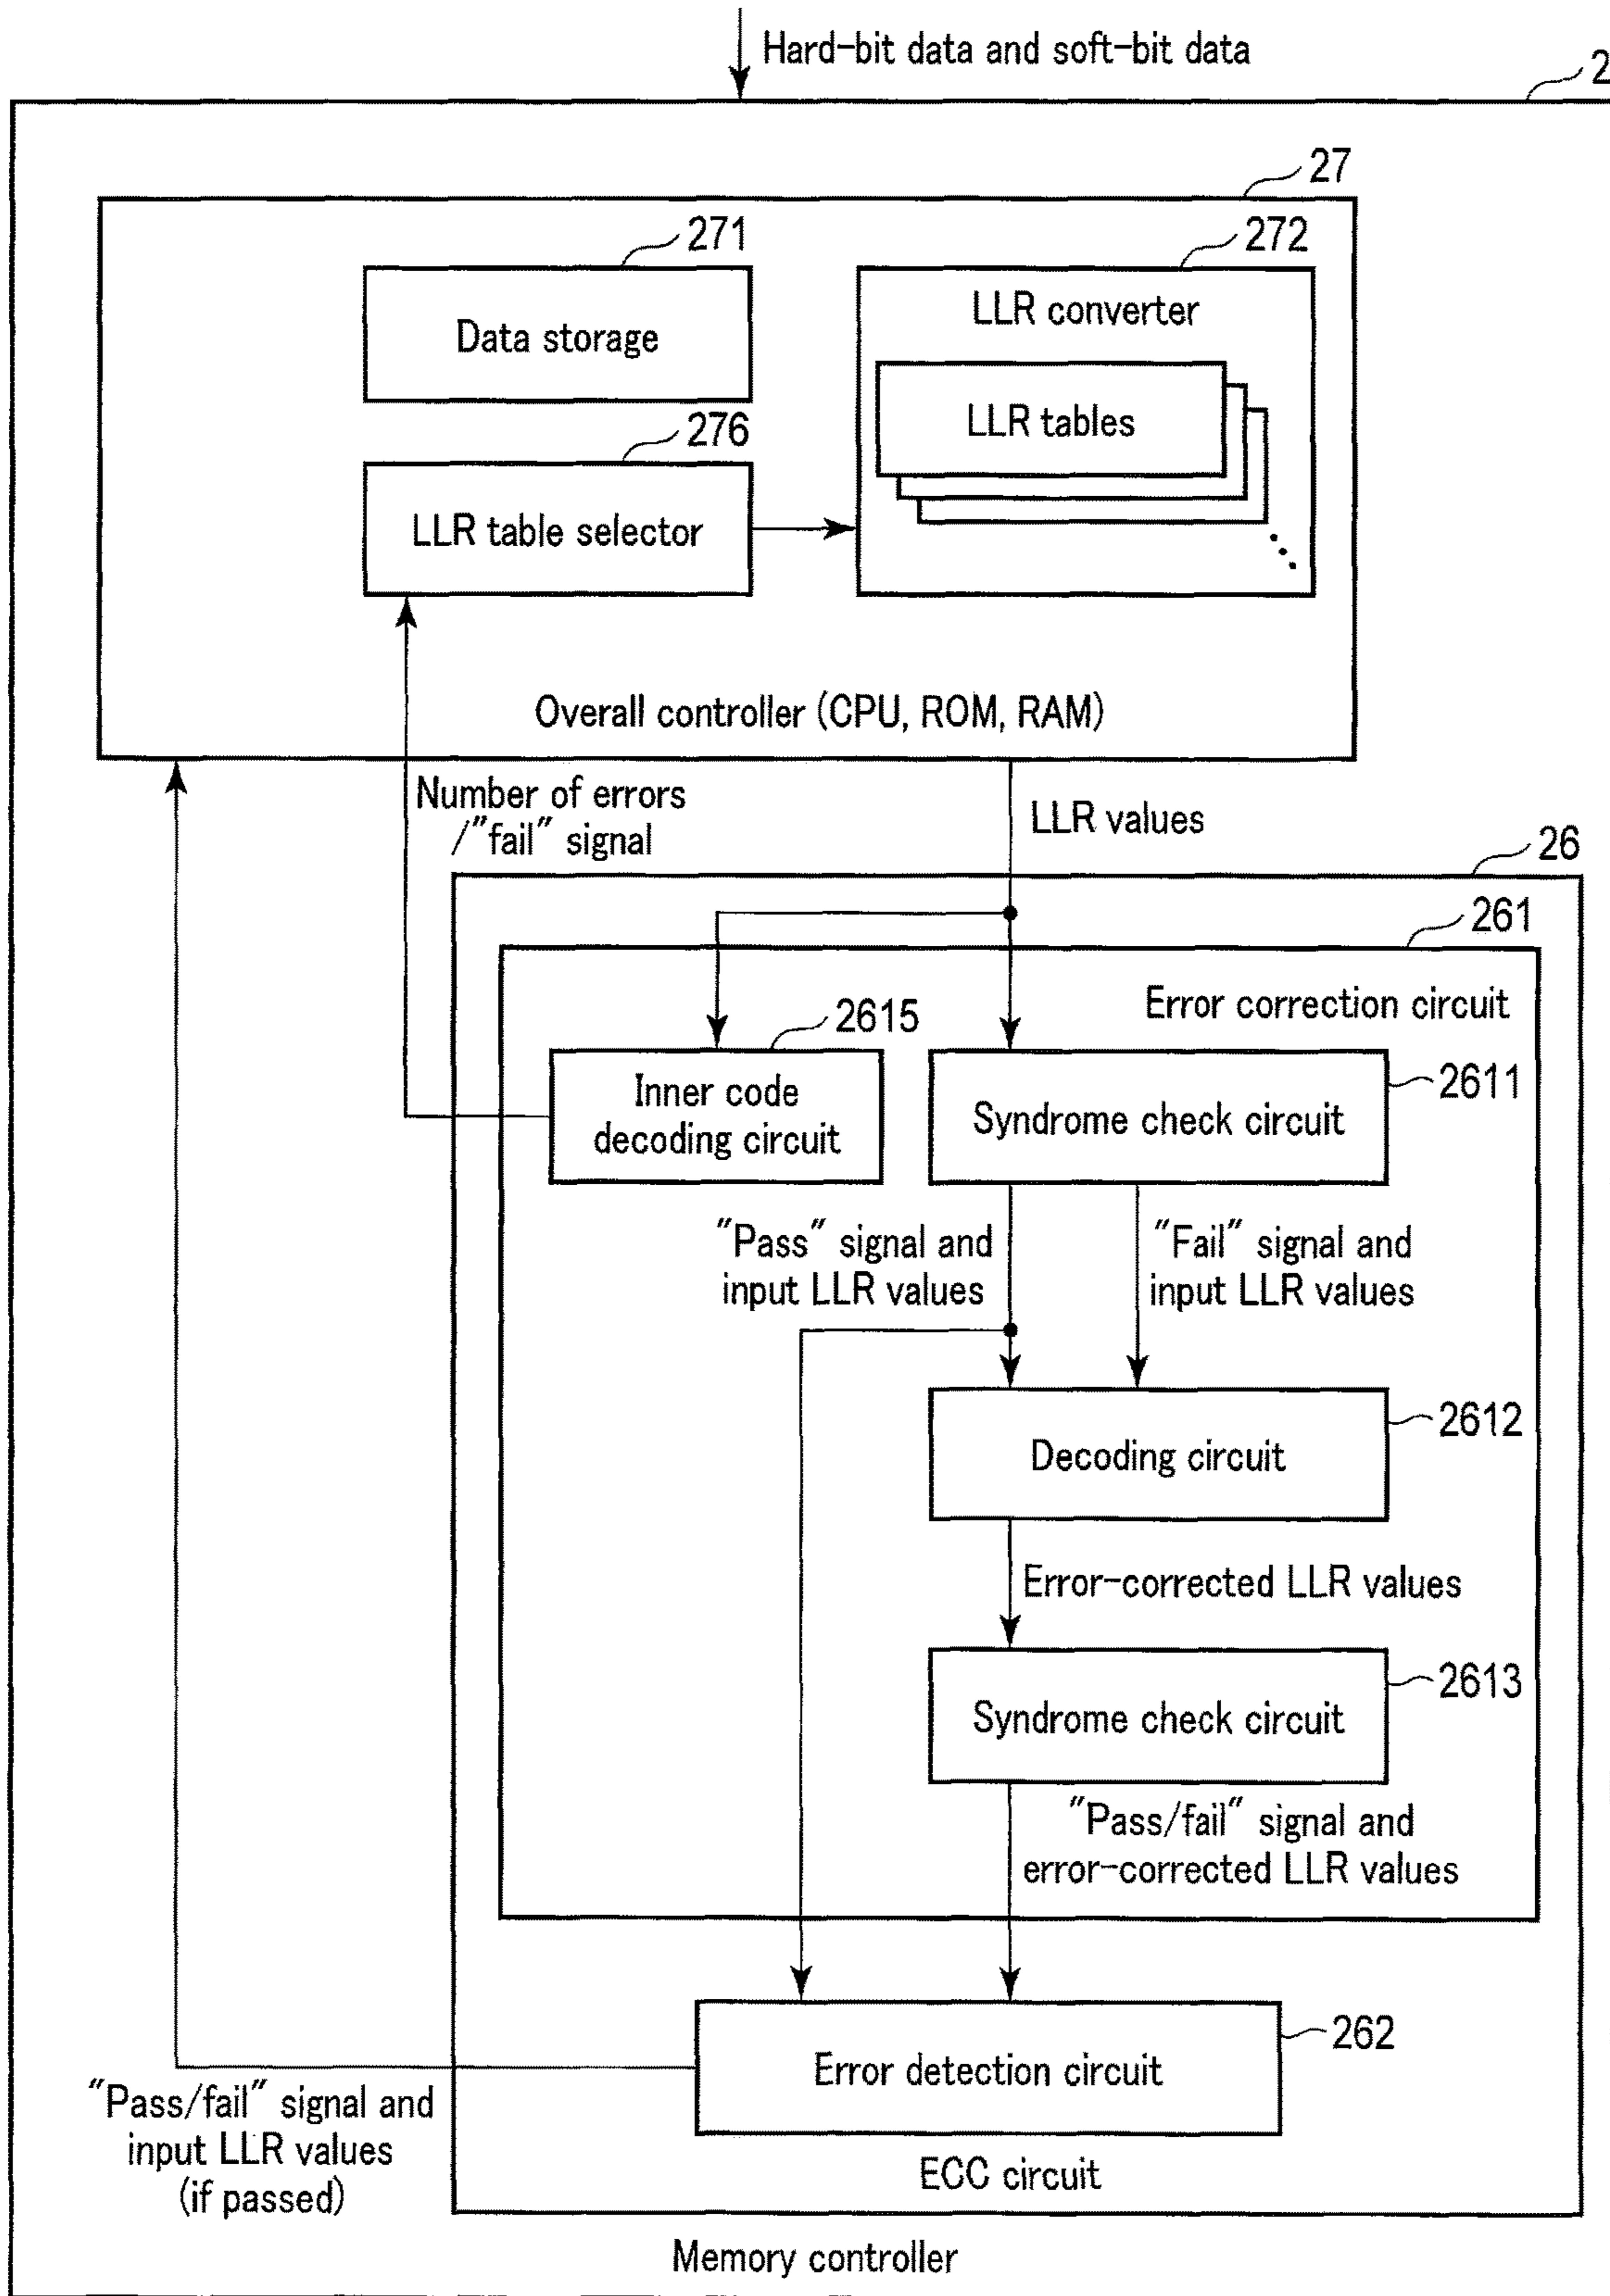 Hard-bit data and soft-bit data
2
27
271
272
Data storage
LLR converter
LLR tables
276
LLR table selector
Overall controller (CPU, ROM, RAM)
Number of errors
/"fail" signal
LLR values
26
261
Error correction circuit
2615
Inner code
decoding circuit
2611
Syndrome check circuit
"Pass" signal and
input LLR values
"Fail" signal and
input LLR values
2612
Decoding circuit
Error-corrected LLR values
2613
Syndrome check circuit
"Pass/fail" signal and
error-corrected LLR values
262
Error detection circuit
"Pass/fail" signal and
input LLR values
(if passed)
ECC circuit
Memory controller